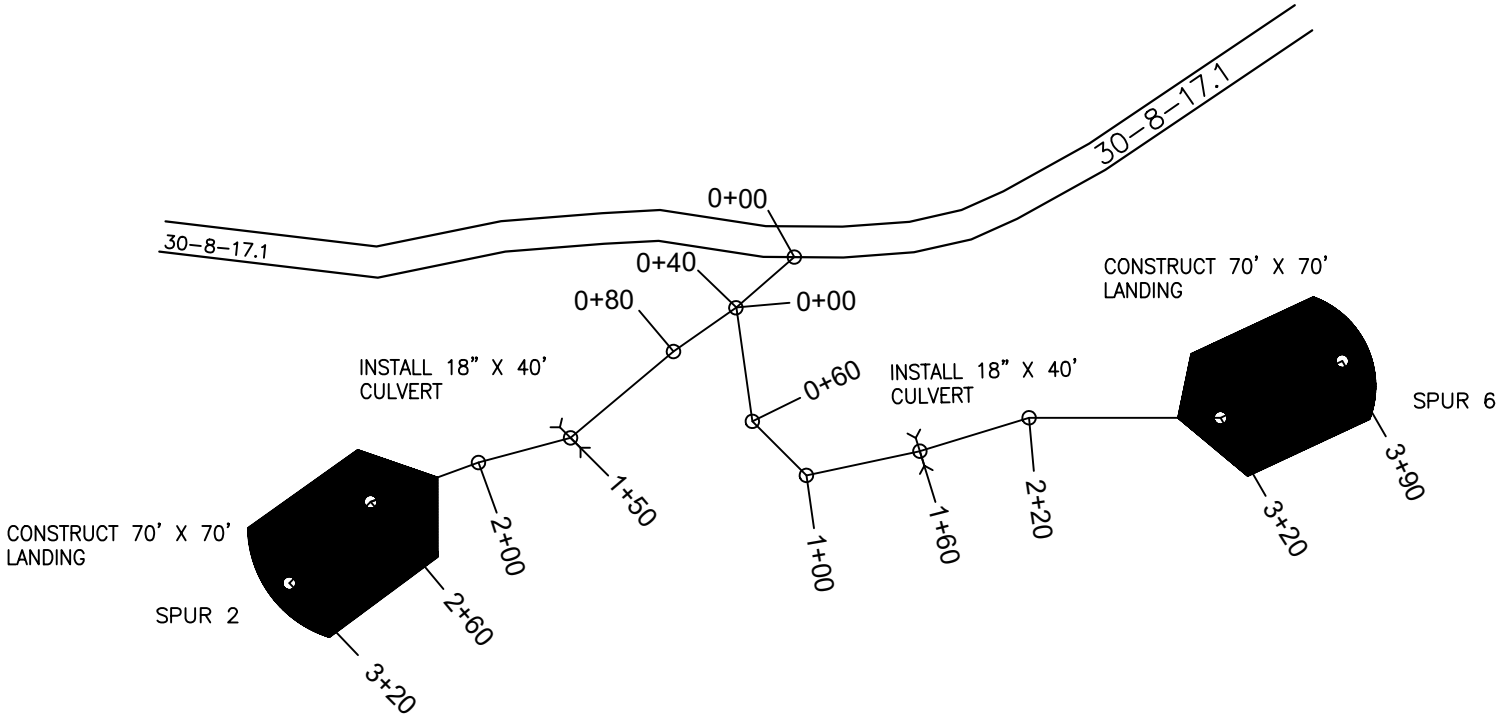 30-8-17.1
0+00
30-8-17.1
0+40
CONSTRUCT 70' X 70'
LANDING
0+80
0+00
INSTALL 18" X 40'
CULVERT
0+60
INSTALL 18" X 40'
CULVERT
SPUR 6
3+90
1+50
2+20
3+20
1+60
2+00
1+00
CONSTRUCT 70' X 70'
LANDING
SPUR 2
2+60
3+20